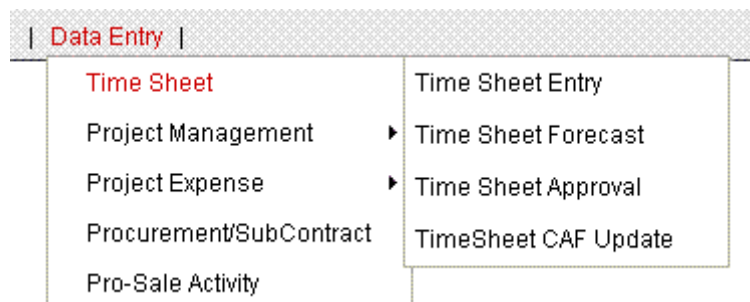 | Data Entry |
Time Sheet
Project Management
Project Expense
Procurement/SubContract
Pro-Sale Activity
Time Sheet Entry
Time Sheet Forecast
Time Sheet Approval
TimeSheet CAF Update